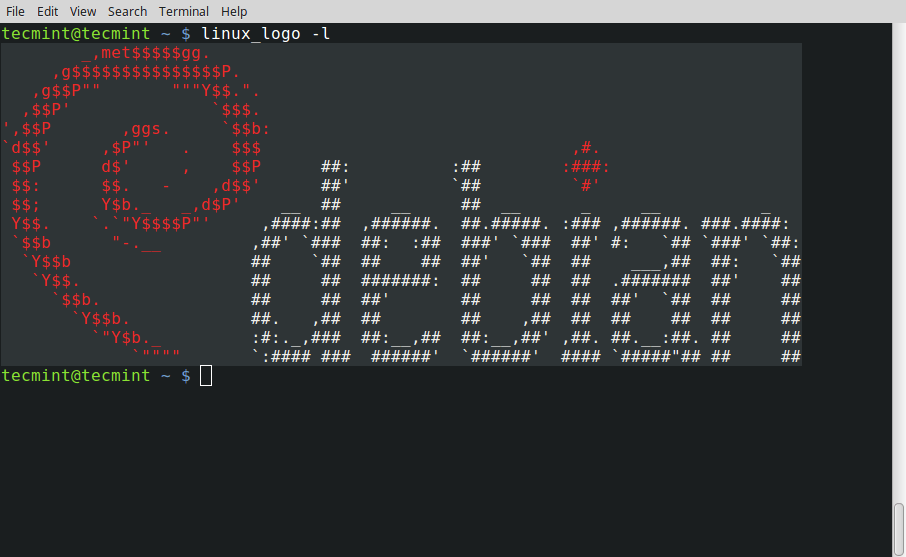 File Edit View Search Terminal Help
tecmint@tecmint ~ $ linux_logo -l
         _,met$$$$$gg.
      ,g$$$$$$$$$$$$$$$P.
    ,g$$P""       """Y$$.".
   ,$$P'              `$$$.
 ',$$P       ,ggs.     `$$b:
 `d$$'     ,$P"'   .    $$$                               ,#.
  $$P      d$'     ,    $$P      ##:          :##        :###:
  $$:      $$.   -    ,d$$'      ##'          `##         `#'
  $$;      Y$b._   _,d$P'    __  ##     __     ##  __      _     __          _
  Y$$.    `.`"Y$$$$P"'     ,####:##  ,######.  ##.#####. :### ,######. ###.####:
  `$$b      "-.__         ,##' `###  ##:  :##  ###' `###  ##' #:   `## `###' `##:
   `Y$$b                  ##    `##  ##    ##  ##'   `##  ##    ___,##  ##:   `##
    `Y$$.                 ##     ##  #######:  ##     ##  ##  .#######  ##'    ##
      `$$b.               ##     ##  ##'       ##     ##  ##  ##'  `##  ##     ##
        `Y$$b.            ##.   ,##  ##        ##    ,##  ##  ##    ##  ##     ##
          `"Y$b._         :#:._,###  ##:__,##  ##:__,##' ,##. ##.__:##. ##     ##
              `""""       `:#### ###  ######'  `######'  #### `#####"## ##     ##
tecmint@tecmint ~ $